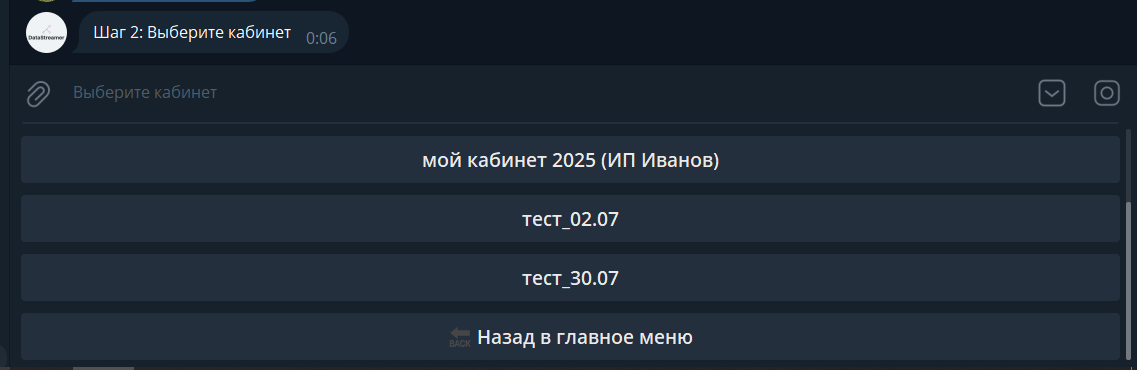 Шаг 2: Выберите кабинет 0:06
DataStreamer
Выберите кабинет
мой кабинет 2025 (ИП Иванов)
тест_02.07
тест_30.07
BACK Назад в главное меню